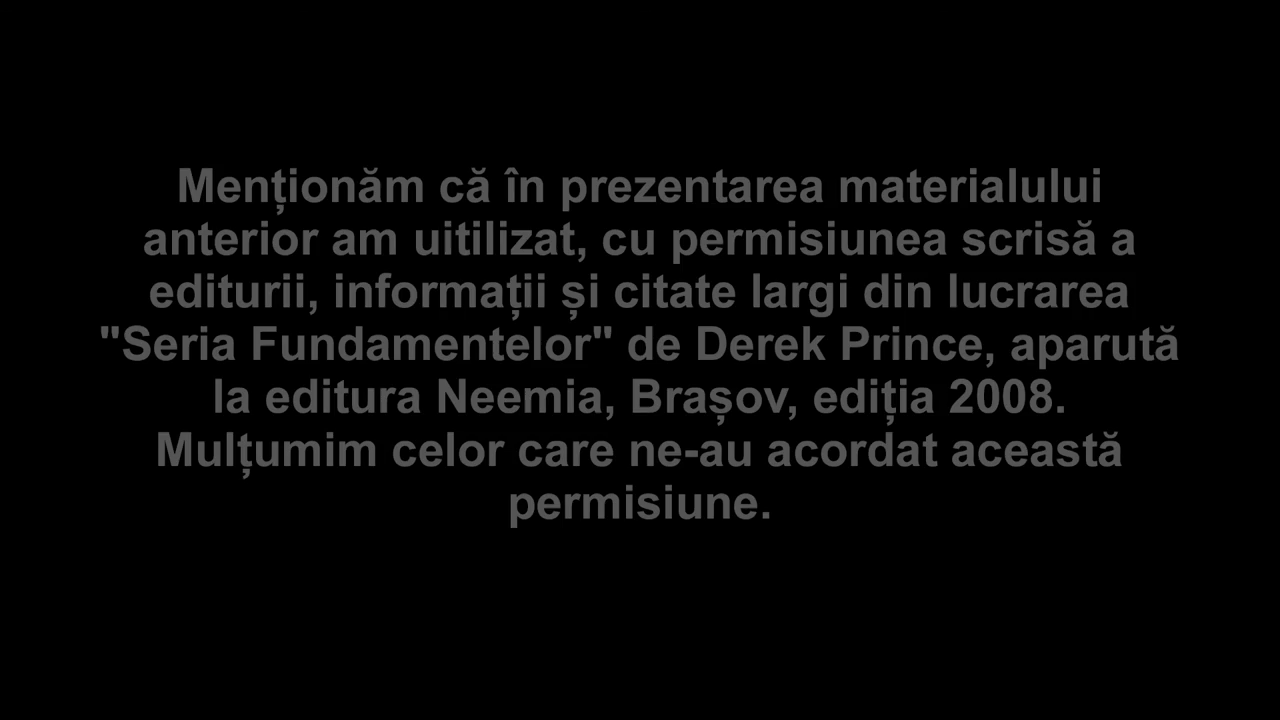 Menționăm că în prezentarea materialului
anterior am uitilizat, cu permisiunea scrisă a
editurii, informații și citate largi din lucrarea
"Seria Fundamentelor" de Derek Prince, aparută
la editura Neemia, Brașov, ediția 2008.
Mulțumim celor care ne-au acordat această
permisiune.